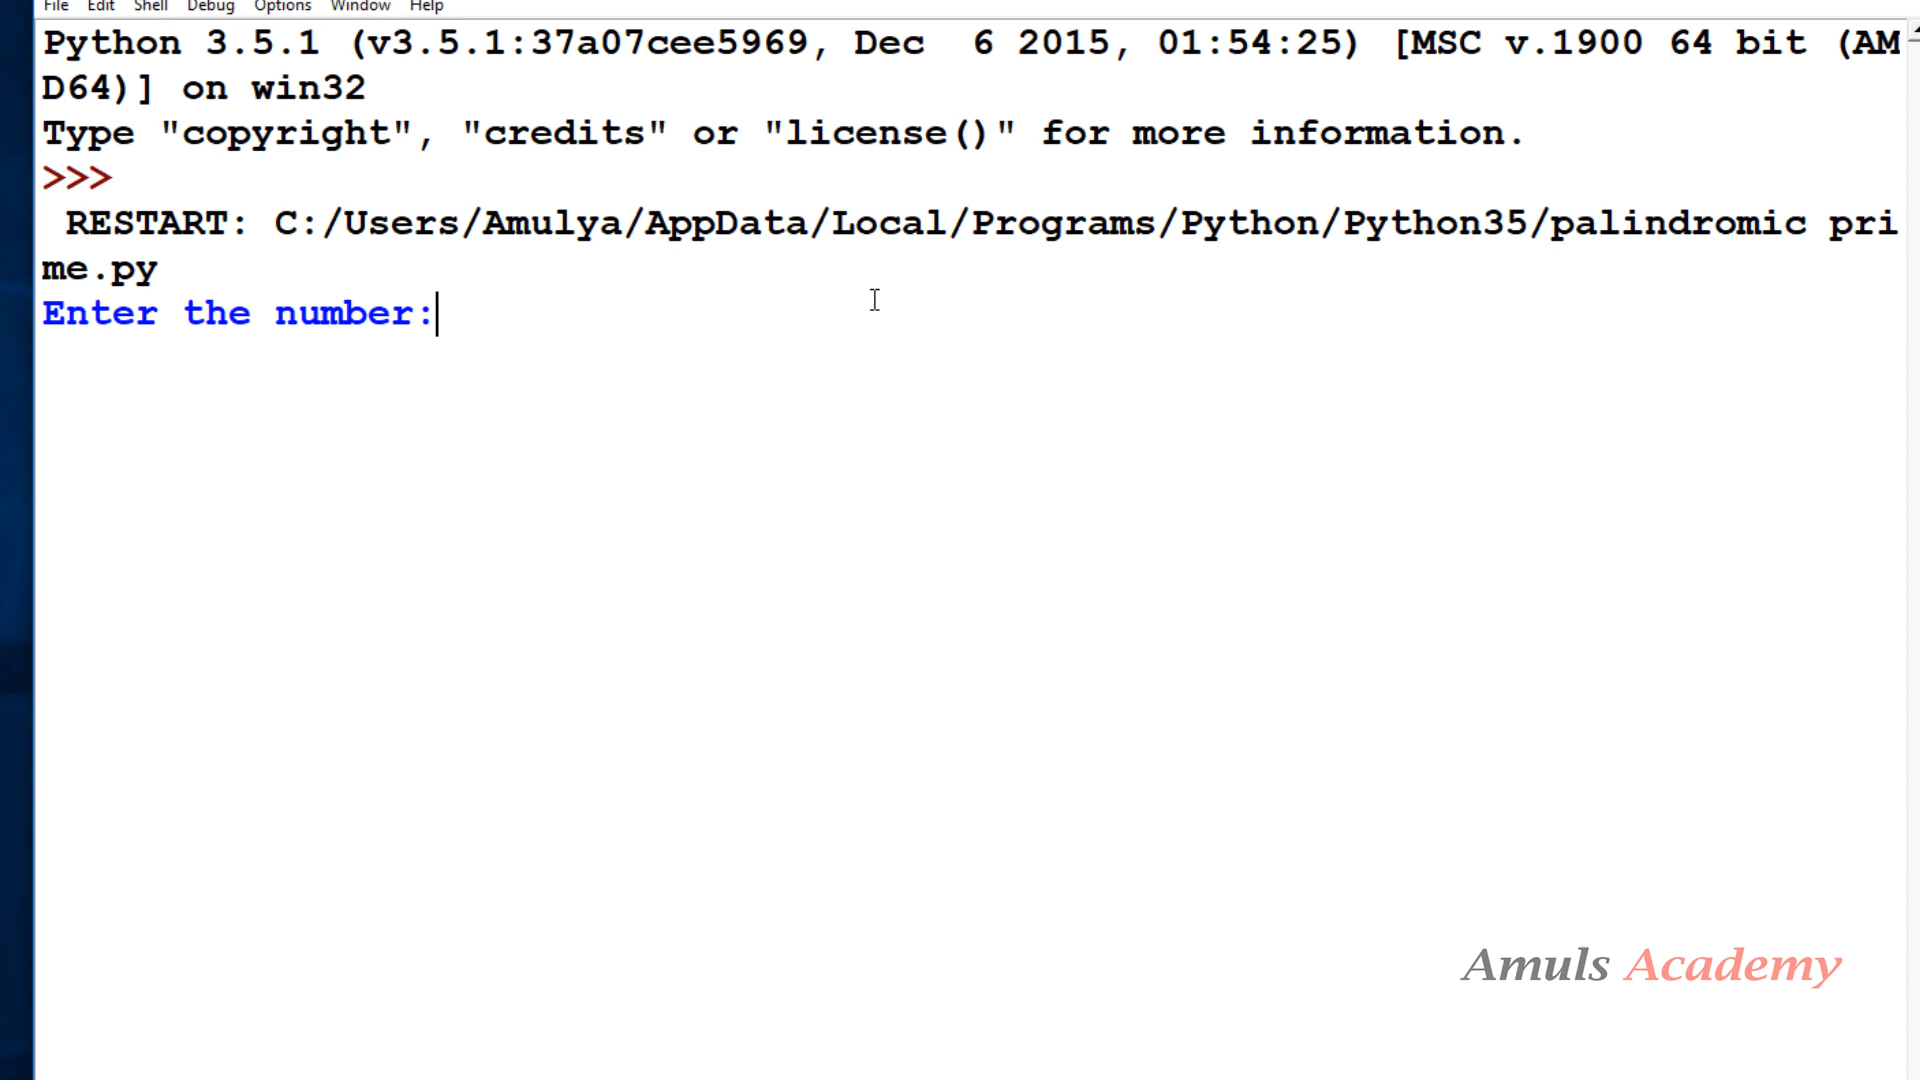 File Edit Shell Debug Options Window Help
Python 3.5.1 (v3.5.1:37a07cee5969, Dec  6 2015, 01:54:25) [MSC v.1900 64 bit (AM
D64)] on win32
Type "copyright", "credits" or "license()" for more information.
>>>
 RESTART: C:/Users/Amulya/AppData/Local/Programs/Python/Python35/palindromic pri
me.py
Enter the number:
Amuls Academy